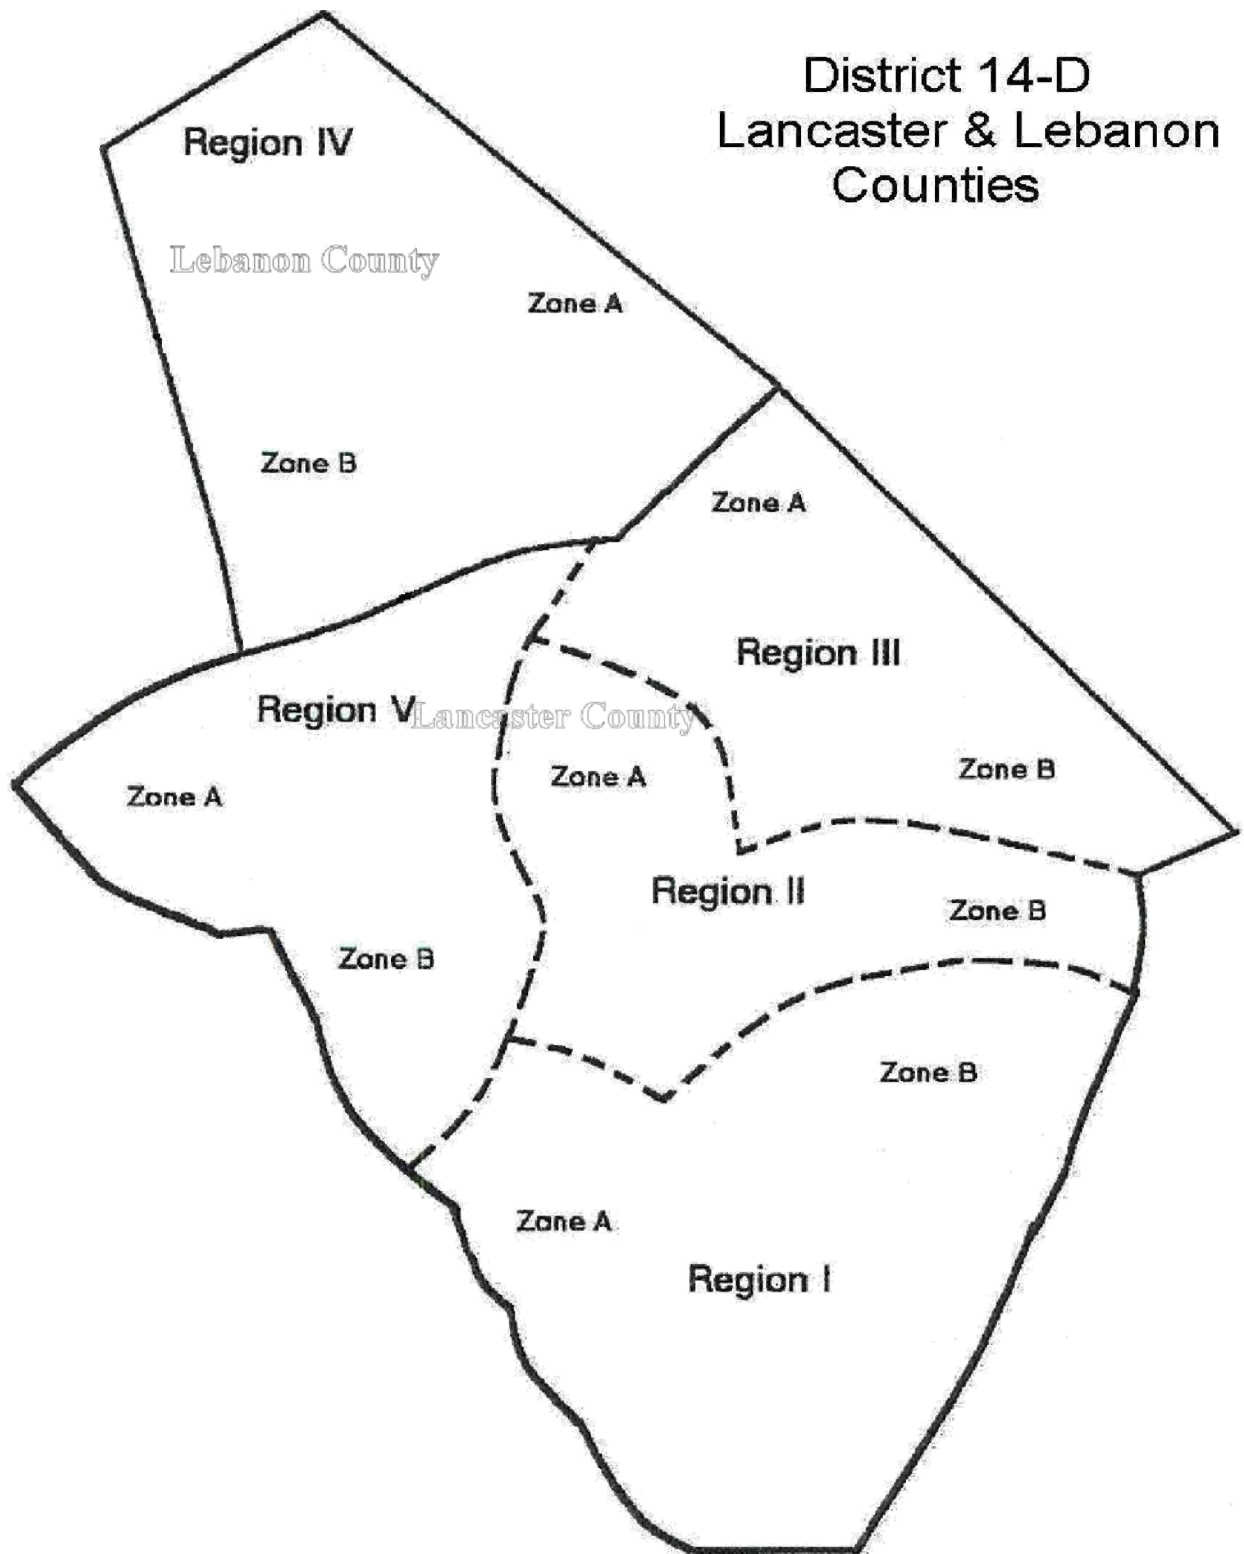 District 14-D
Lancaster & Lebanon
Counties
Region IV
Lebanon County
Zone A
Zone B
Zone A
Region III
Region V
Lancaster County
Zone A
Zone B
Zone A
Region II
Zone B
Zone B
Zone B
Zone A
Region I